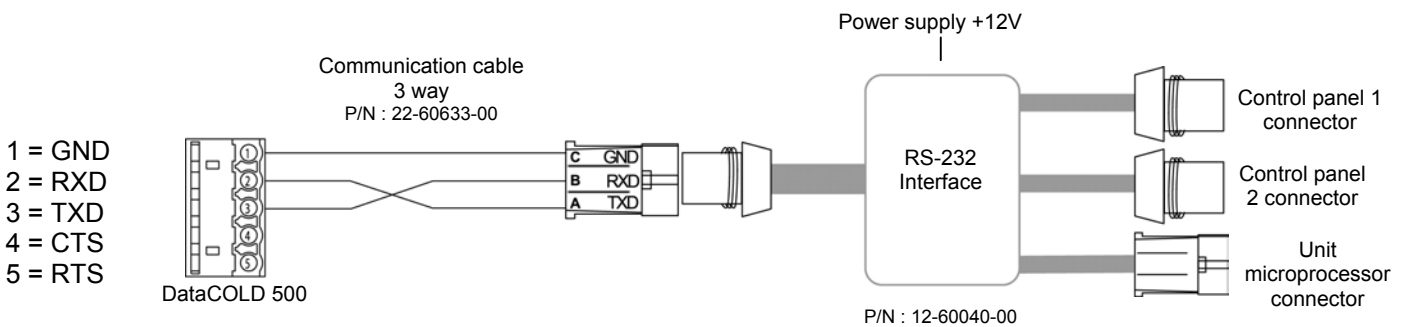 Power supply +12V
Communication cable
3 way
P/N : 22-60633-00
1 = GND
2 = RXD
3 = TXD
4 = CTS
5 = RTS
1
2
3
4
5
DataCOLD 500
C GND
B RXD
A TXD
RS-232
Interface
P/N : 12-60040-00
Control panel 1
connector
Control panel
2 connector
Unit
microprocessor
connector